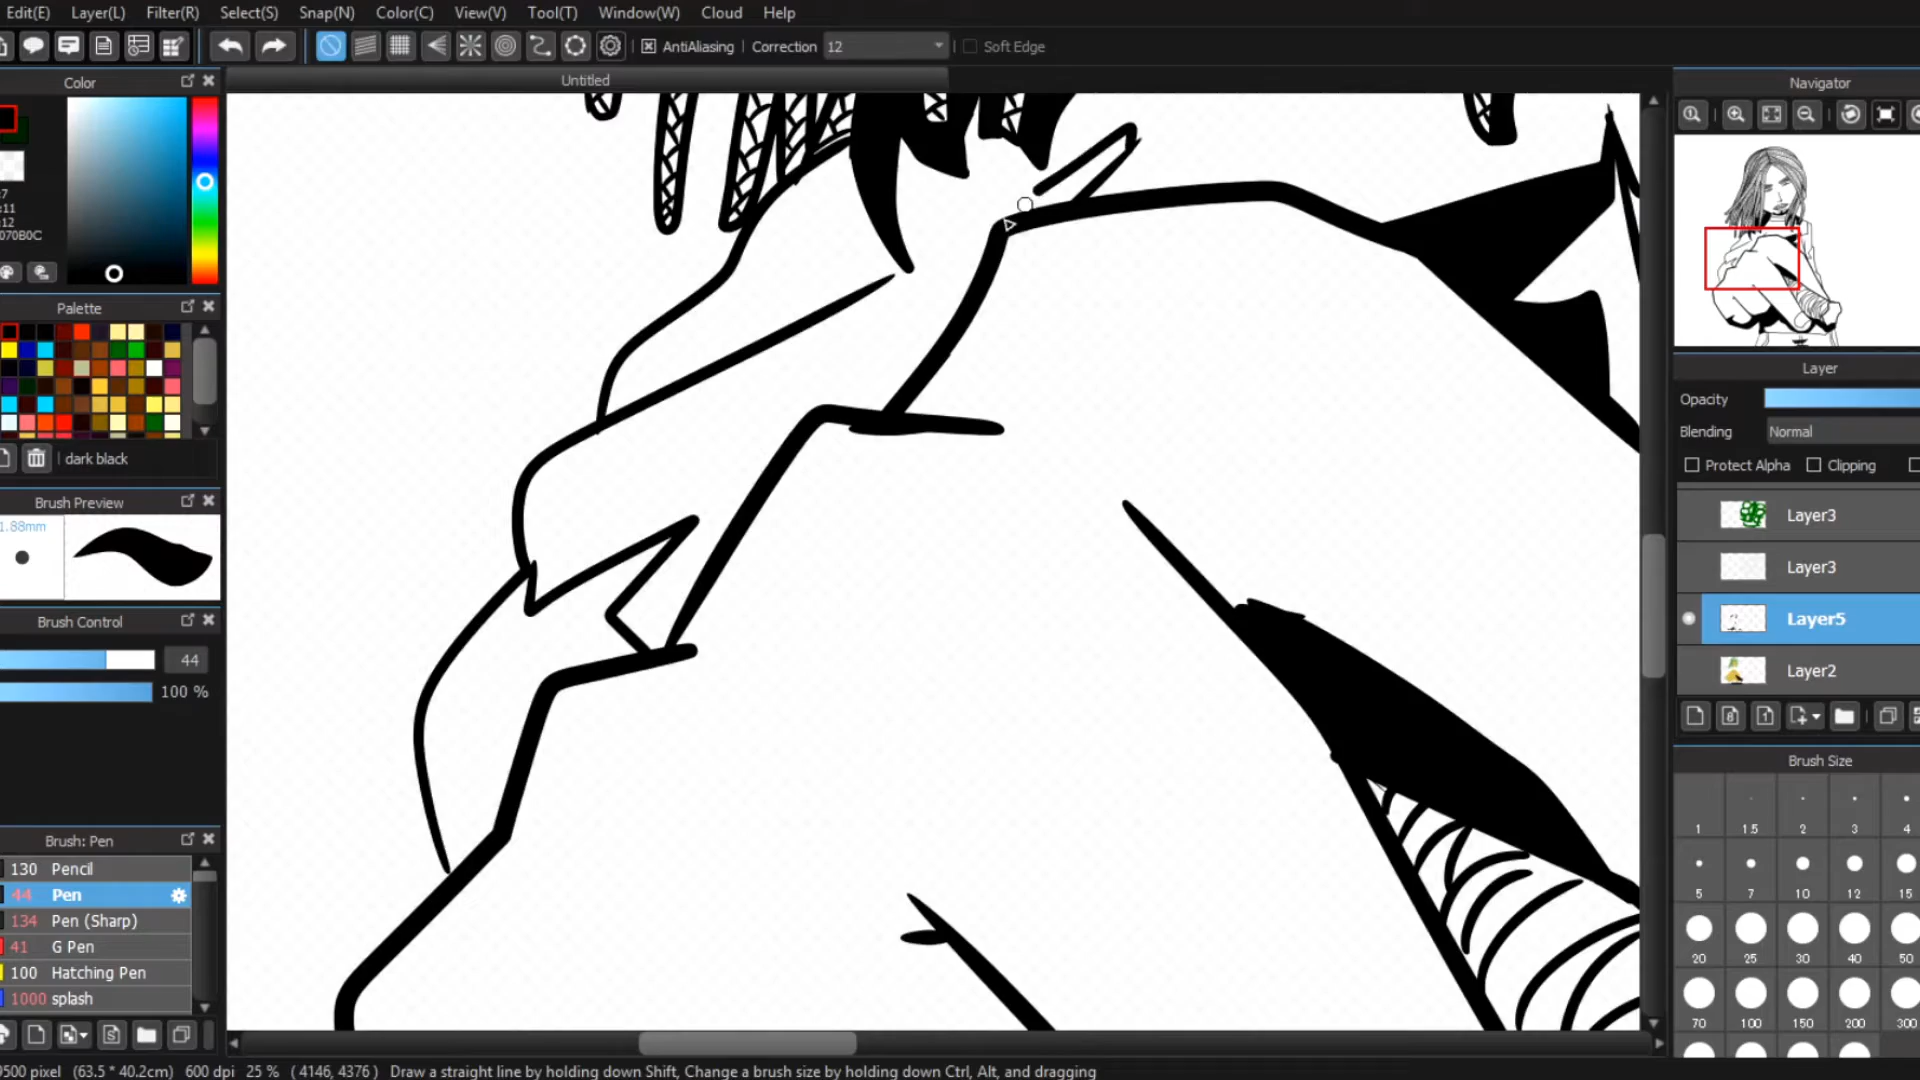 Edit(E) Layer(L) Filter(R) Select(S) Snap(N) Color(C) View(V) Tool(T) Window(W) Cloud Help
AntiAliasing Correction 12 Soft Edge
Color
Untitled
Navigator
:7
:11
:12
070B0C
Palette
dark black
Layer
Opacity
Blending Normal
Protect Alpha Clipping
Layer3
Layer3
Layer5
Layer2
Brush Preview
1.88mm
Brush Control
44
100 %
Brush: Pen
130 Pencil
44 Pen
134 Pen (Sharp)
41 G Pen
100 Hatching Pen
1000 splash
Brush Size
1 1.5 2 3 4
5 7 10 12 15
20 25 30 40 50
70 100 150 200 300
9500 pixel (63.5 * 40.2cm) 600 dpi 25 % ( 4146, 4376 ) Draw a straight line by holding down Shift, Change a brush size by holding down Ctrl, Alt, and dragging